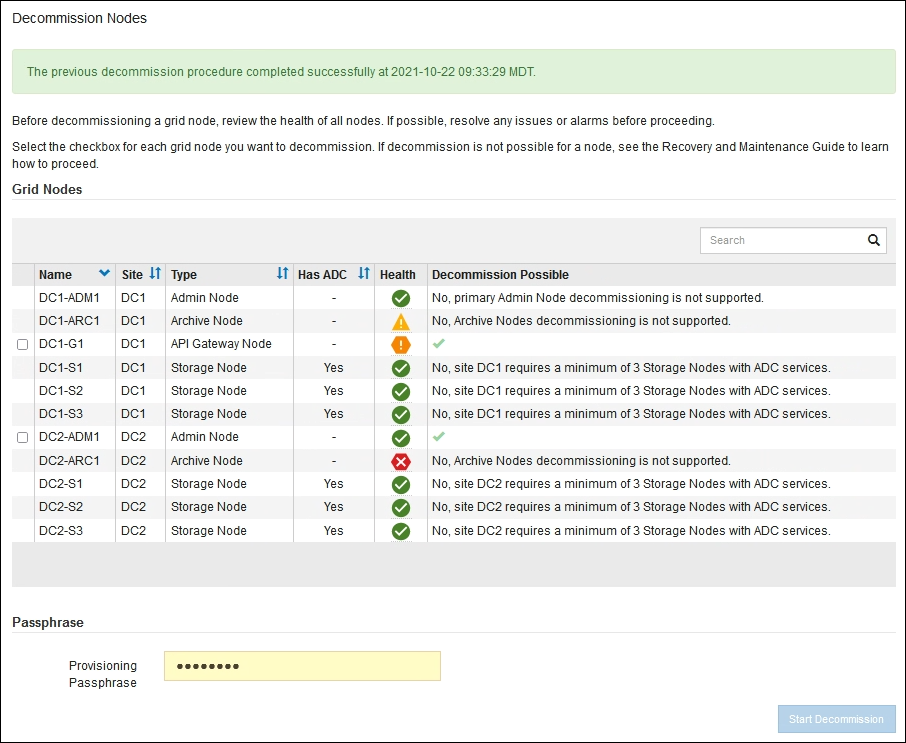 Decommission Nodes
The previous decommission procedure completed successfully at 2021-10-22 09:33:29 MDT.
Before decommissioning a grid node, review the health of all nodes. If possible, resolve any issues or alarms before proceeding.
Select the checkbox for each grid node you want to decommission. If decommission is not possible for a node, see the Recovery and Maintenance Guide to learn
how to proceed.
Grid Nodes
Search
Name Site Type Has ADC Health Decommission Possible
DC1-ADM1 DC1 Admin Node - No, primary Admin Node decommissioning is not supported.
DC1-ARC1 DC1 Archive Node - No, Archive Nodes decommissioning is not supported.
DC1-G1 DC1 API Gateway Node -
DC1-S1 DC1 Storage Node Yes No, site DC1 requires a minimum of 3 Storage Nodes with ADC services.
DC1-S2 DC1 Storage Node Yes No, site DC1 requires a minimum of 3 Storage Nodes with ADC services.
DC1-S3 DC1 Storage Node Yes No, site DC1 requires a minimum of 3 Storage Nodes with ADC services.
DC2-ADM1 DC2 Admin Node -
DC2-ARC1 DC2 Archive Node - No, Archive Nodes decommissioning is not supported.
DC2-S1 DC2 Storage Node Yes No, site DC2 requires a minimum of 3 Storage Nodes with ADC services.
DC2-S2 DC2 Storage Node Yes No, site DC2 requires a minimum of 3 Storage Nodes with ADC services.
DC2-S3 DC2 Storage Node Yes No, site DC2 requires a minimum of 3 Storage Nodes with ADC services.
Passphrase
Provisioning
Passphrase
••••••••
Start Decommission